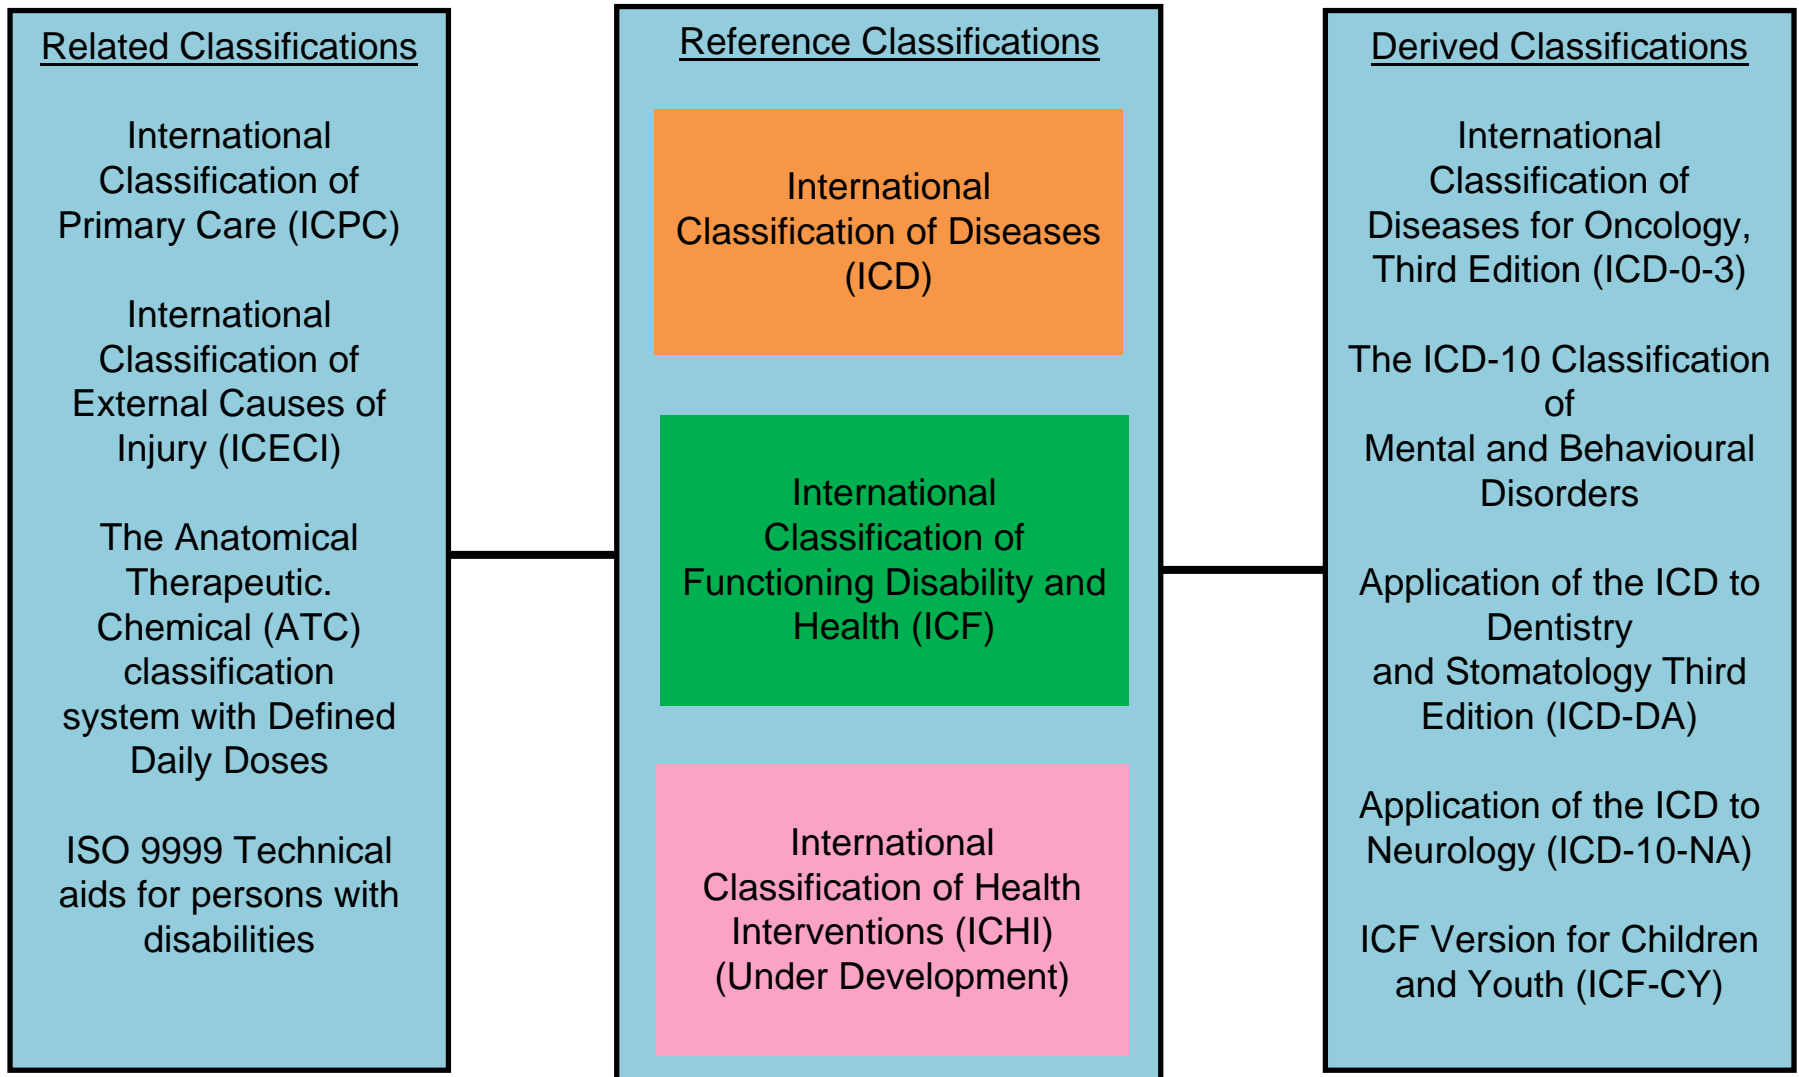 Related Classifications
International
Classification of
Primary Care (ICPC)
International
Classification of
External Causes of
Injury (ICECI)
The Anatomical
Therapeutic.
Chemical (ATC)
classification
system with Defined
Daily Doses
ISO 9999 Technical
aids for persons with
disabilities
Reference Classifications
International
Classification of Diseases
(ICD)
International
Classification of
Functioning Disability and
Health (ICF)
International
Classification of Health
Interventions (ICHI)
(Under Development)
Derived Classifications
International
Classification of
Diseases for Oncology,
Third Edition (ICD-0-3)
The ICD-10 Classification
of
Mental and Behavioural
Disorders
Application of the ICD to
Dentistry
and Stomatology Third
Edition (ICD-DA)
Application of the ICD to
Neurology (ICD-10-NA)
ICF Version for Children
and Youth (ICF-CY)